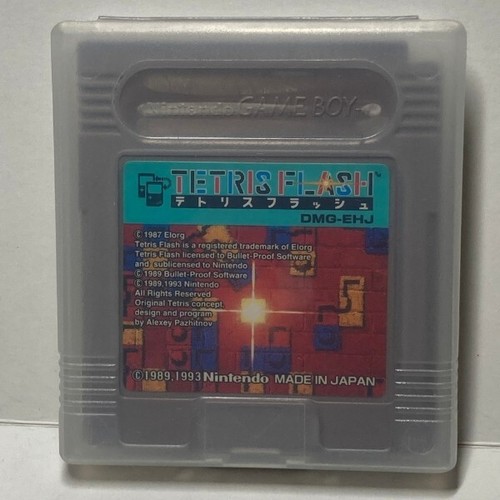 Nintendo GAME BOY
TETRIS FLASH™
テトリスフラッシュ
DMG-EHJ
© 1987 Elorg
Tetris Flash is a registered trademark of Elorg
Tetris Flash licensed to Bullet-Proof Software
and sublicensed to Nintendo
© 1989 Bullet-Proof Software
© 1989,1993 Nintendo
All Rights Reserved
Original Tetris concept,
design and program
by Alexey Pazhitnov
©1989,1993 Nintendo MADE IN JAPAN